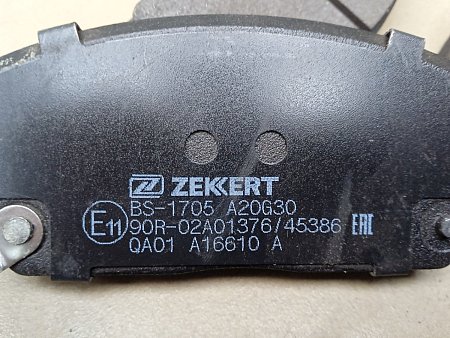 ZEKKERT
BS-1705 A20G30
E11 90R-02A01376/45386 EAC
QA01 A16610 A